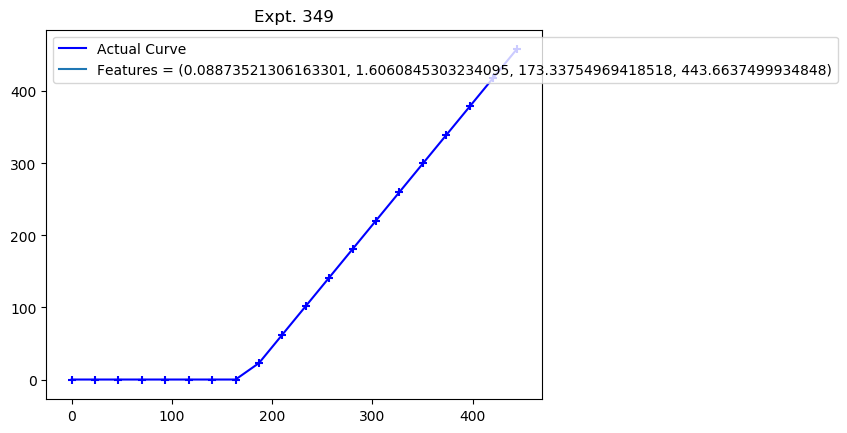 Expt. 349
Actual Curve
Features = (0.08873521306163301, 1.6060845303234095, 173.33754969418518, 443.6637499934848)
400
300
200
100
0
0 100 200 300 400